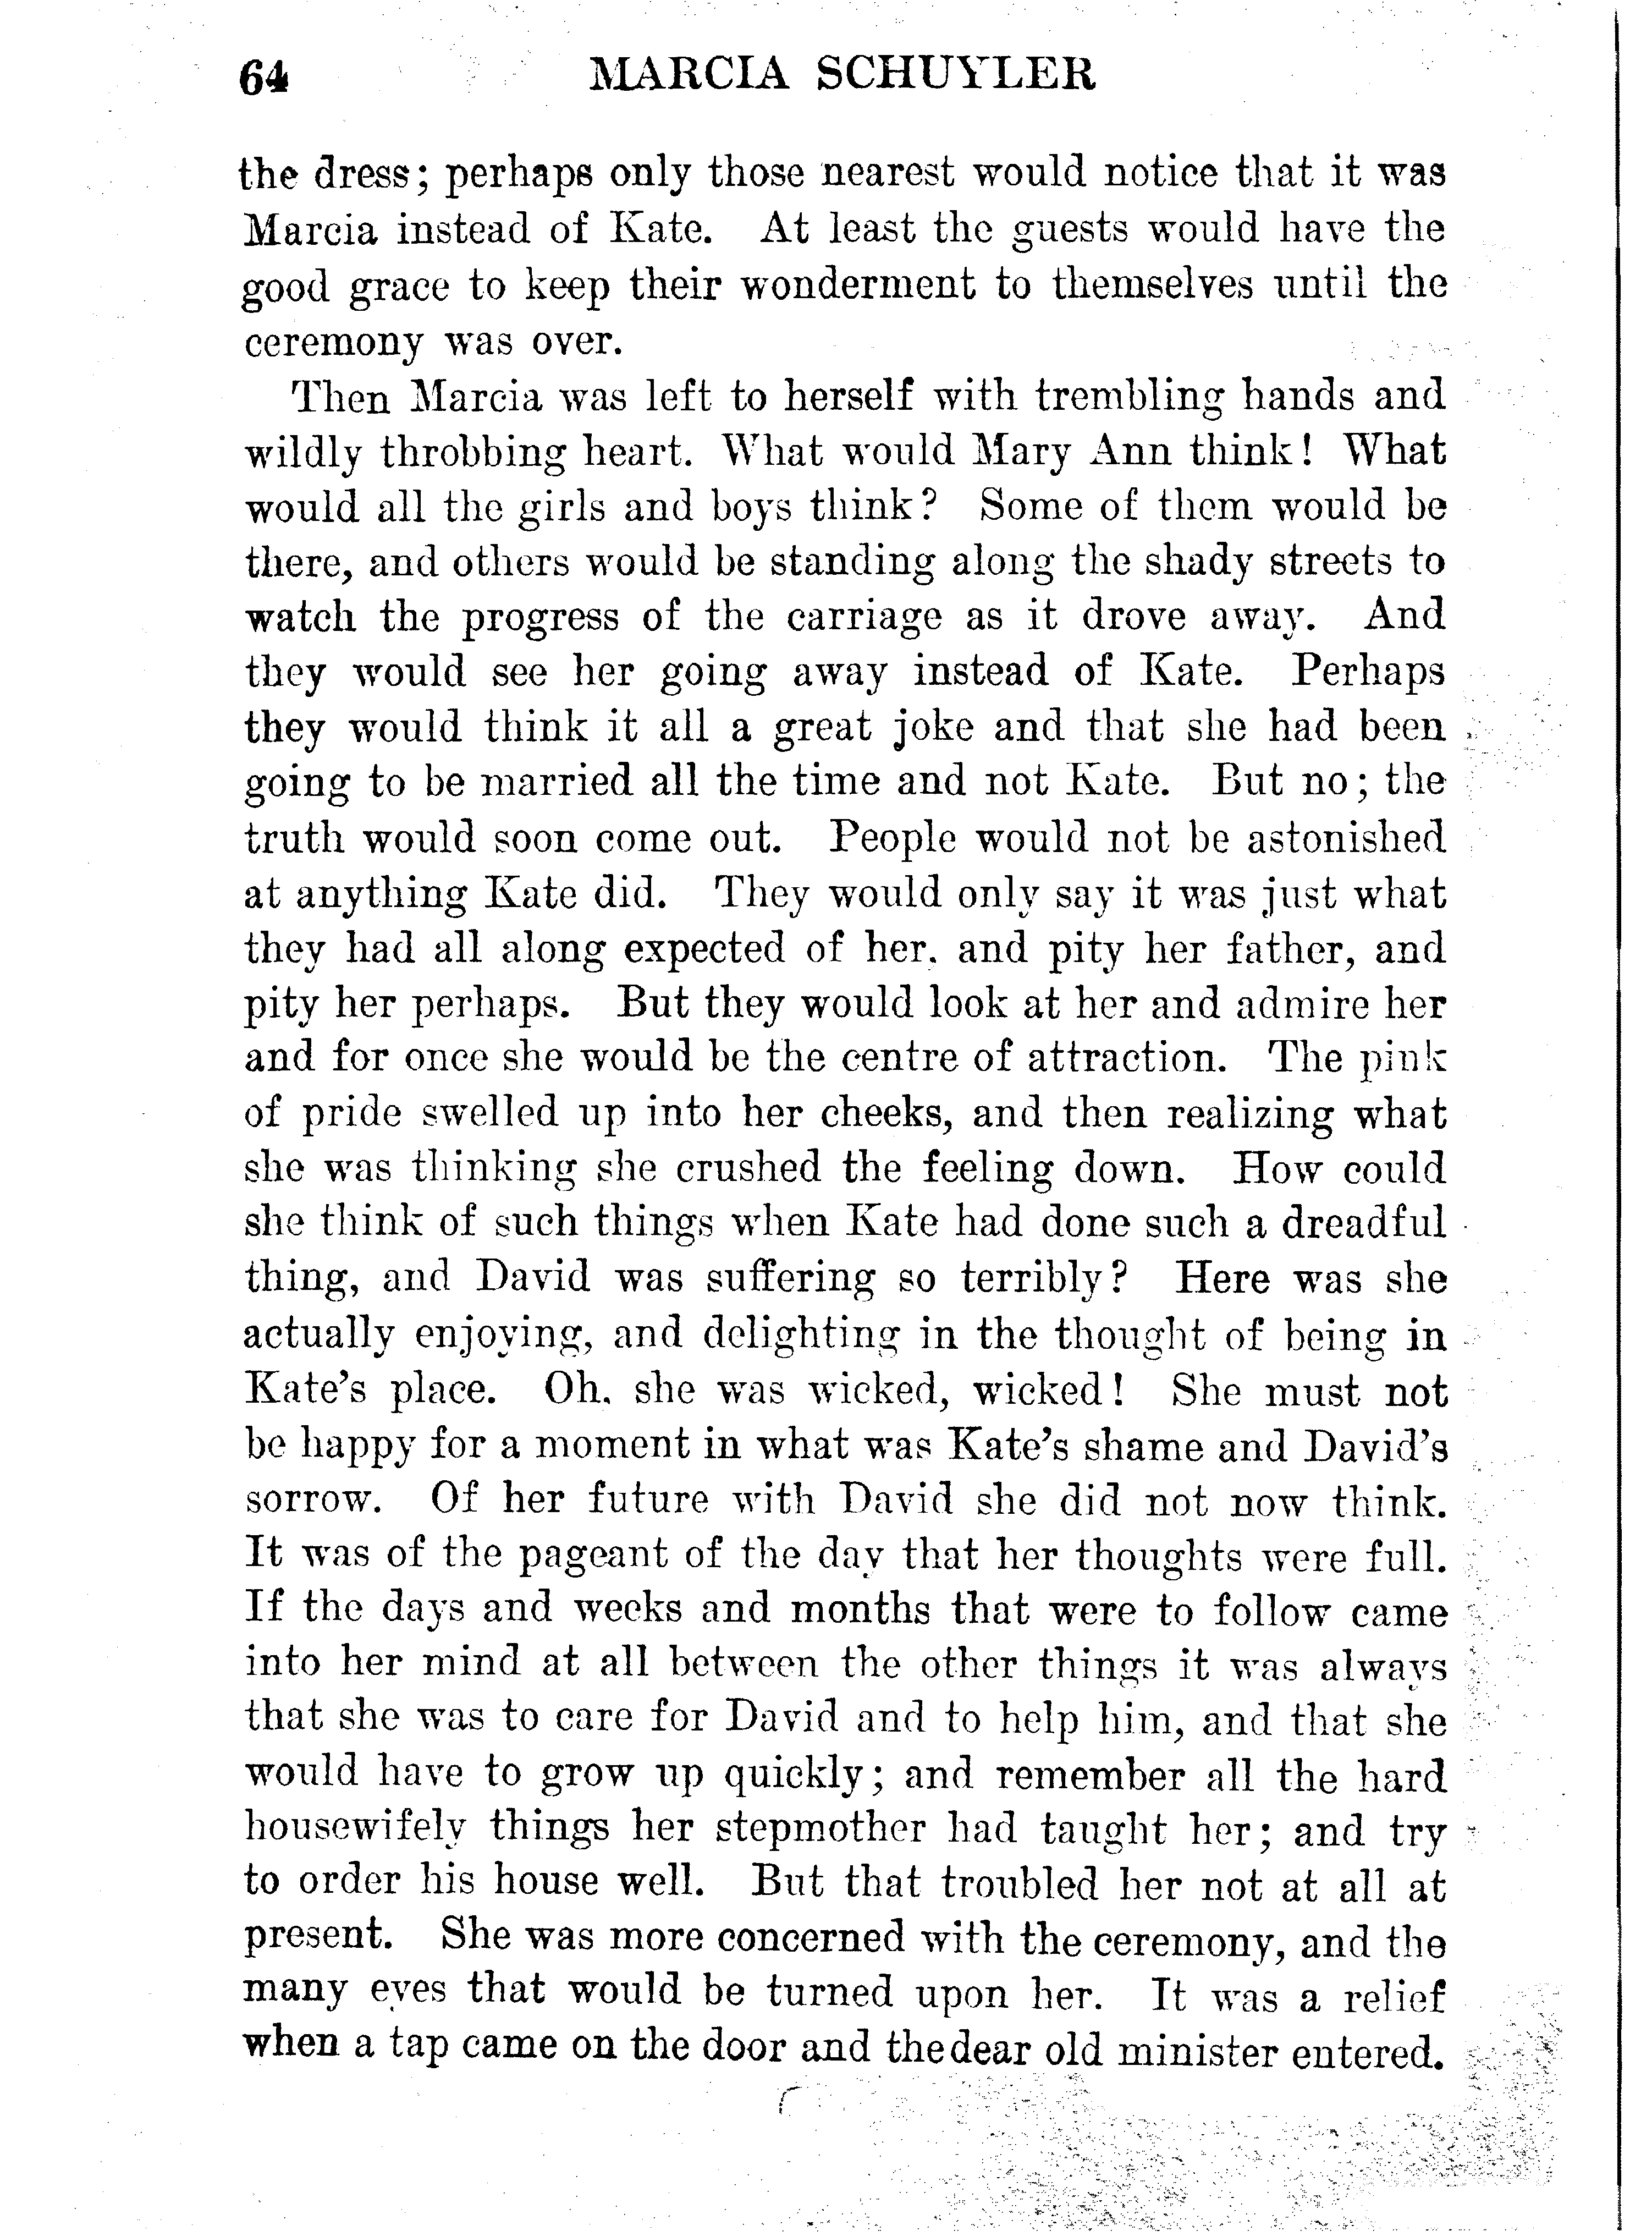 64 MARCIA SCHUYLER
the dress; perhaps only those nearest would notice that it was
Marcia instead of Kate. At least the guests would have the
good grace to keep their wonderment to themselves until the
ceremony was over.
Then Marcia was left to herself with trembling hands and
wildly throbbing heart. What would Mary Ann think! What
would all the girls and boys think? Some of them would be
there, and others would be standing along the shady streets to
watch the progress of the carriage as it drove away. And
they would see her going away instead of Kate. Perhaps
they would think it all a great joke and that she had been
going to be married all the time and not Kate. But no; the
truth would soon come out. People would not be astonished
at anything Kate did. They would only say it was just what
they had all along expected of her, and pity her father, and
pity her perhaps. But they would look at her and admire her
and for once she would be the centre of attraction. The pink
of pride swelled up into her cheeks, and then realizing what
she was thinking she crushed the feeling down. How could
she think of such things when Kate had done such a dreadful
thing, and David was suffering so terribly? Here was she
actually enjoying, and delighting in the thought of being in
Kate's place. Oh, she was wicked, wicked! She must not
be happy for a moment in what was Kate's shame and David's
sorrow. Of her future with David she did not now think.
It was of the pageant of the day that her thoughts were full.
If the days and weeks and months that were to follow came
into her mind at all between the other things it was always
that she was to care for David and to help him, and that she
would have to grow up quickly; and remember all the hard
housewifely things her stepmother had taught her; and try
to order his house well. But that troubled her not at all at
present. She was more concerned with the ceremony, and the
many eyes that would be turned upon her. It was a relief
when a tap came on the door and the dear old minister entered.